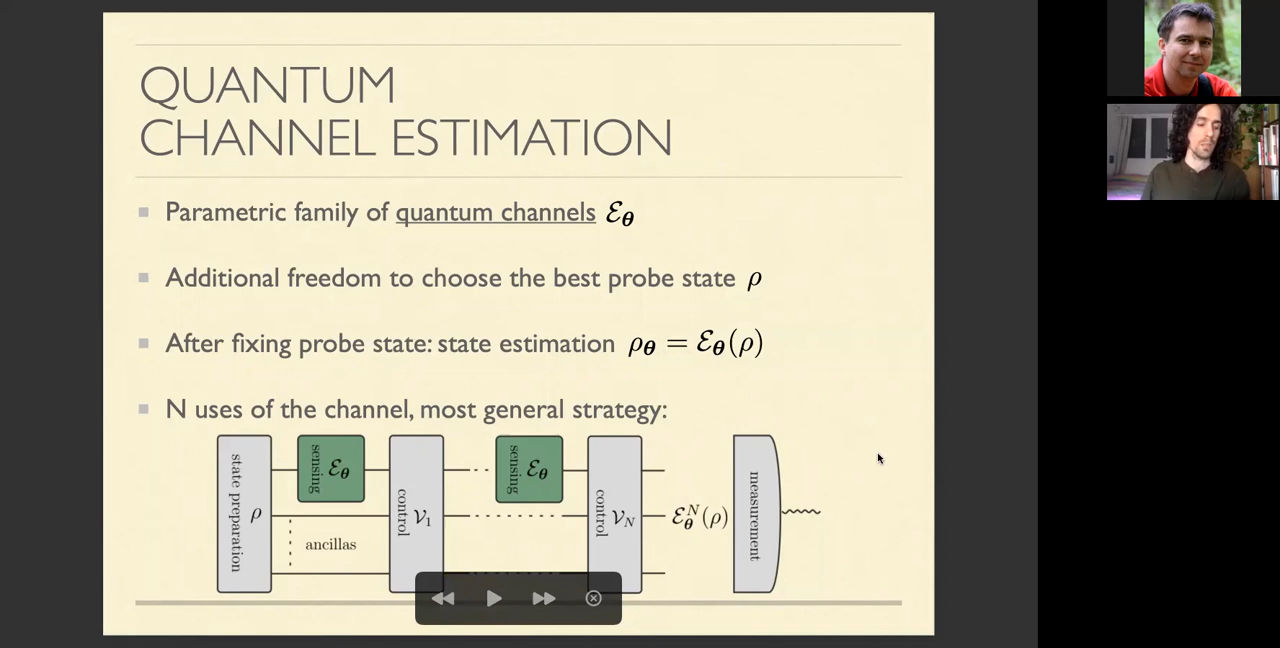 QUANTUM
CHANNEL ESTIMATION
Parametric family of quantum channels ℰ_θ
Additional freedom to choose the best probe state ρ
After fixing probe state: state estimation ρ_θ = ℰ_θ(ρ)
N uses of the channel, most general strategy:
state preparation
ρ
sensing
ℰ_θ
ancillas
control
𝒱_1
sensing
ℰ_θ
control
𝒱_N
ℰ_θ^N(ρ)
measurement